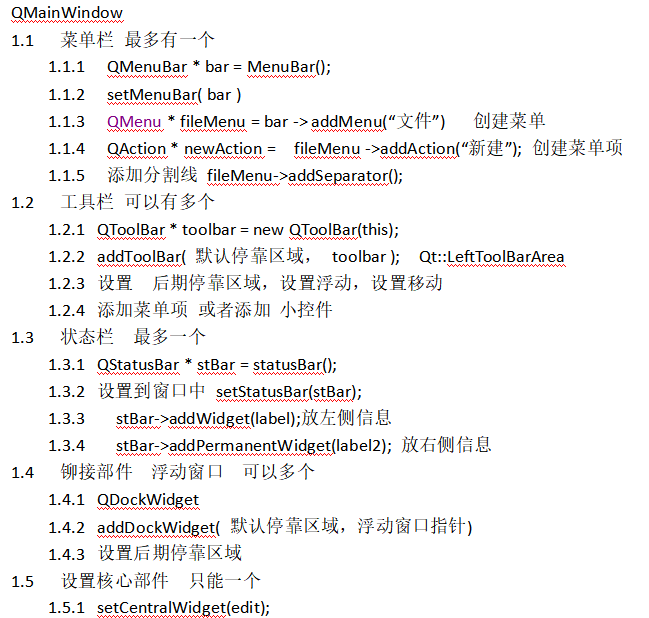 QMainWindow
1.1 菜单栏 最多有一个
1.1.1 QMenuBar * bar = MenuBar();
1.1.2 setMenuBar( bar )
1.1.3 QMenu * fileMenu = bar -> addMenu(“文件”) 创建菜单
1.1.4 QAction * newAction = fileMenu ->addAction(“新建”); 创建菜单项
1.1.5 添加分割线 fileMenu->addSeparator();
1.2 工具栏 可以有多个
1.2.1 QToolBar * toolbar = new QToolBar(this);
1.2.2 addToolBar( 默认停靠区域， toolbar ); Qt::LeftToolBarArea
1.2.3 设置 后期停靠区域，设置浮动，设置移动
1.2.4 添加菜单项 或者添加 小控件
1.3 状态栏 最多一个
1.3.1 QStatusBar * stBar = statusBar();
1.3.2 设置到窗口中 setStatusBar(stBar);
1.3.3 stBar->addWidget(label);放左侧信息
1.3.4 stBar->addPermanentWidget(label2); 放右侧信息
1.4 铆接部件 浮动窗口 可以多个
1.4.1 QDockWidget
1.4.2 addDockWidget( 默认停靠区域，浮动窗口指针)
1.4.3 设置后期停靠区域
1.5 设置核心部件 只能一个
1.5.1 setCentralWidget(edit);